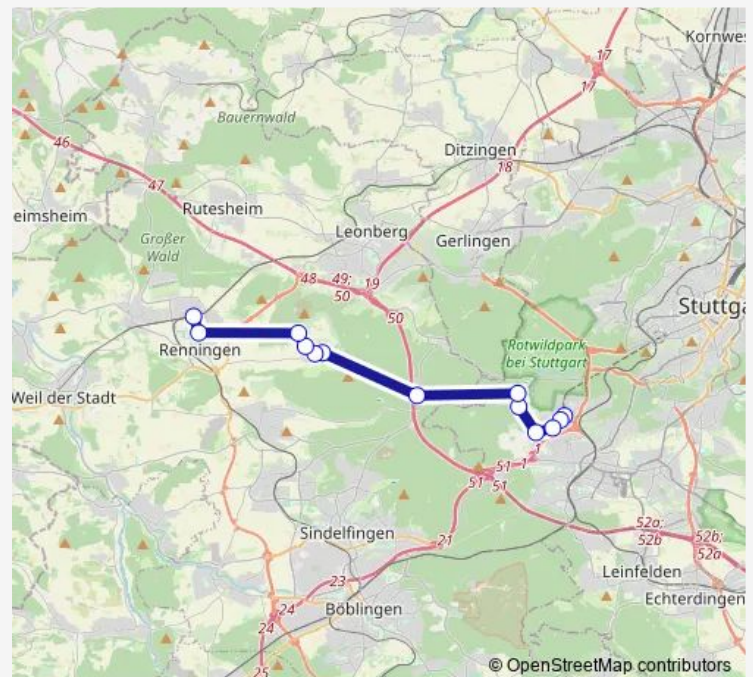 17
Kornwes
17
Bauernwald
46
Ditzingen
18
47
Rutesheim
eimsheim
Leonberg
Gerlingen
Großer
Wald
48
49;
50
19
50
Stuttga
Rotwildpark
bei Stuttgart
Renningen
Weil der Stadt
1
51
1
51
51
52a;
52b
52b;
52a
Sindelfingen
21
Leinfelden
23
Echterdingen
24
Böblingen
24
25
© OpenStreetMap contributors